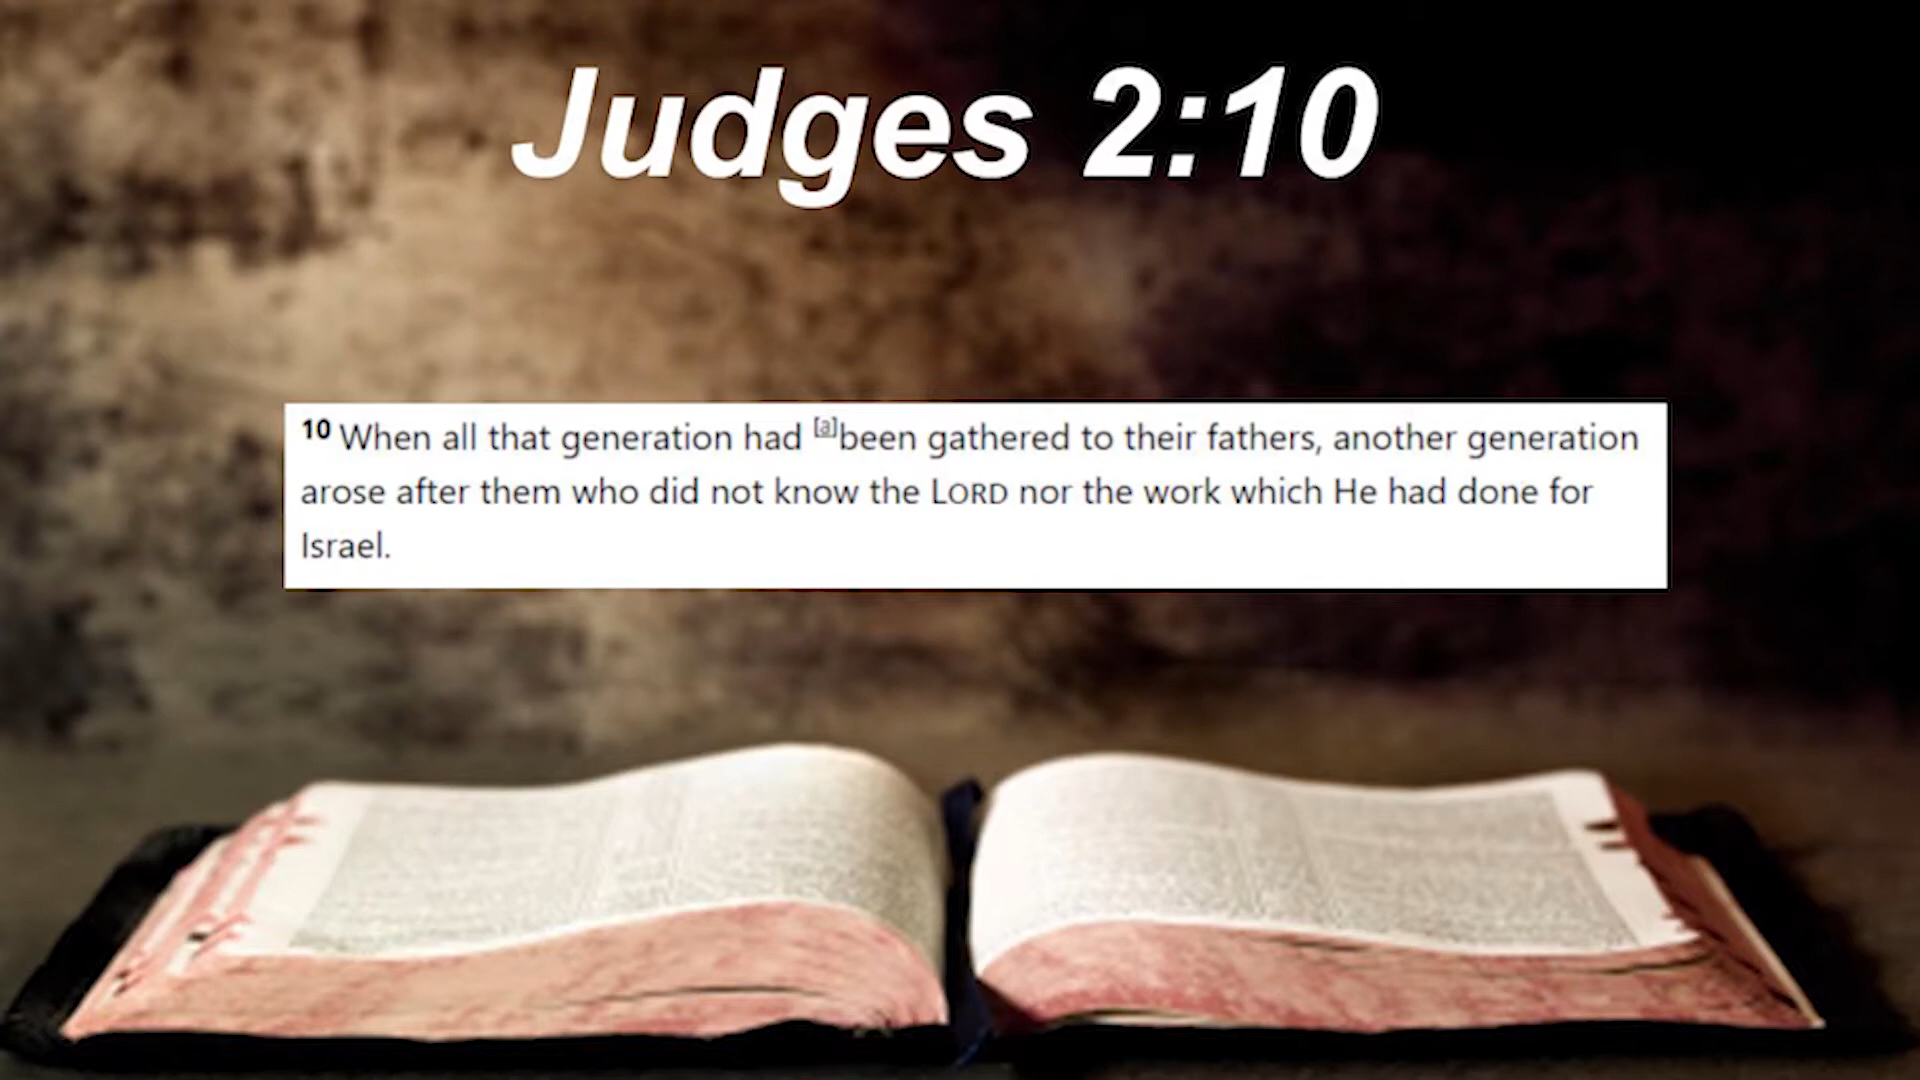 Judges 2:10
10 When all that generation had [a]been gathered to their fathers, another generation
arose after them who did not know the LORD nor the work which He had done for
Israel.